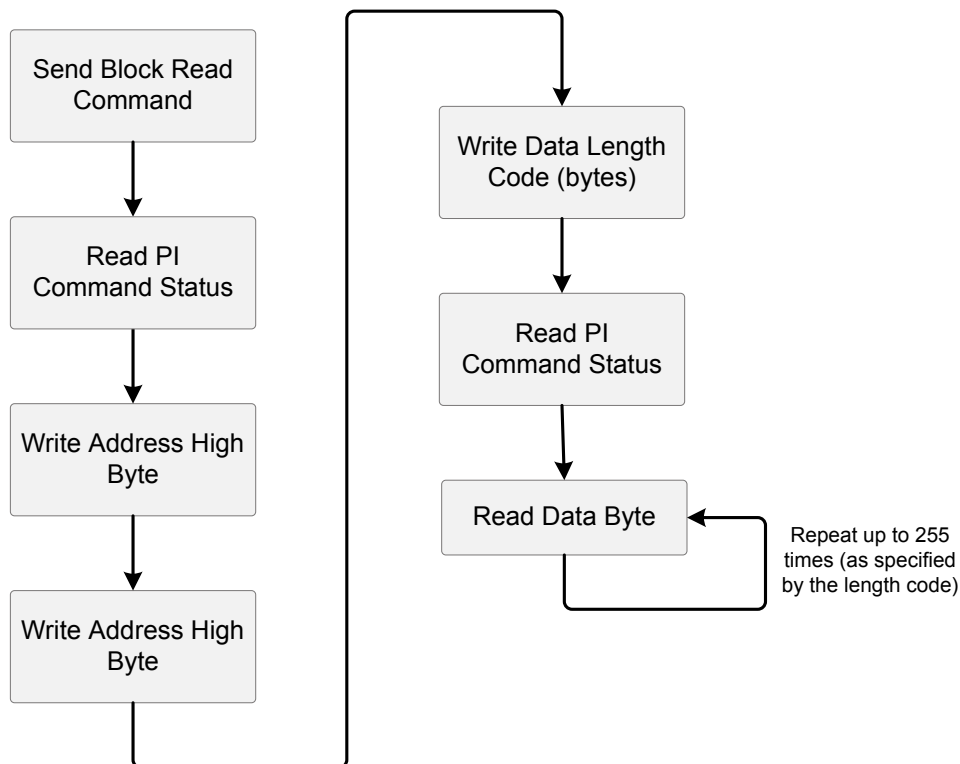 Send Block Read
Command
Read PI
Command Status
Write Address High
Byte
Write Address High
Byte
Write Data Length
Code (bytes)
Read PI
Command Status
Read Data Byte
Repeat up to 255
times (as specified
by the length code)